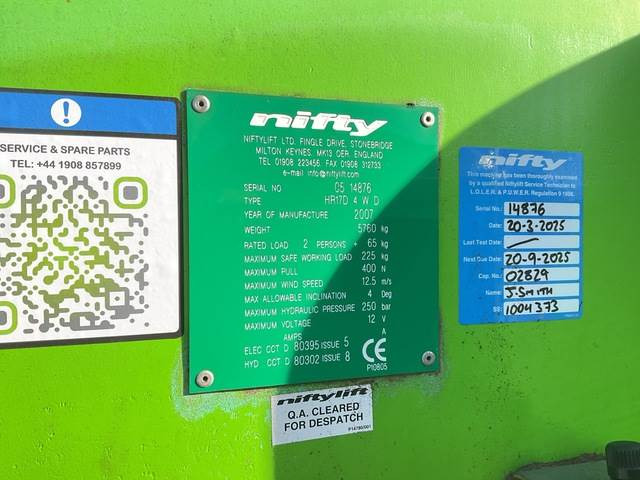 SERVICE & SPARE PARTS
TEL: +44 1908 857899
nifty
NIFTYLIFT LTD. FINGLE DRIVE, STONEBRIDGE
MILTON KEYNES, MK13 OER, ENGLAND
TEL 01908 223456, FAX 01908 312733
e-mail info@niftylift.com
SERIAL NO 05 14876
TYPE HR17D 4 W D
YEAR OF MANUFACTURE 2007
WEIGHT 5760 kg
RATED LOAD 2 PERSONS + 65 kg
MAXIMUM SAFE WORKING LOAD 225 kg
MAXIMUM PULL 400 N
MAXIMUM WIND SPEED 12.5 m/s
MAX ALLOWABLE INCLINATION 4 Deg
MAXIMUM HYDRAULIC PRESSURE 250 bar
MAXIMUM VOLTAGE 12 V
AMPS A
ELEC CCT D 80395 ISSUE 5
HYD CCT D 80302 ISSUE 8
CE
P10805
niftylift
Q.A. CLEARED
FOR DESPATCH
P14780/001
nifty
This machine has been thoroughly examined
by a qualified Niftylift Service Technician to
L.O.L.E.R. & P.U.W.E.R. Regulation 9 1998.
Serial No.: 14876
Date: 20-3-2025
Last Test Date:
Next Due Date: 20-9-2025
Cap. No.: 02829
Name: J.SMITH
SS: 1004373